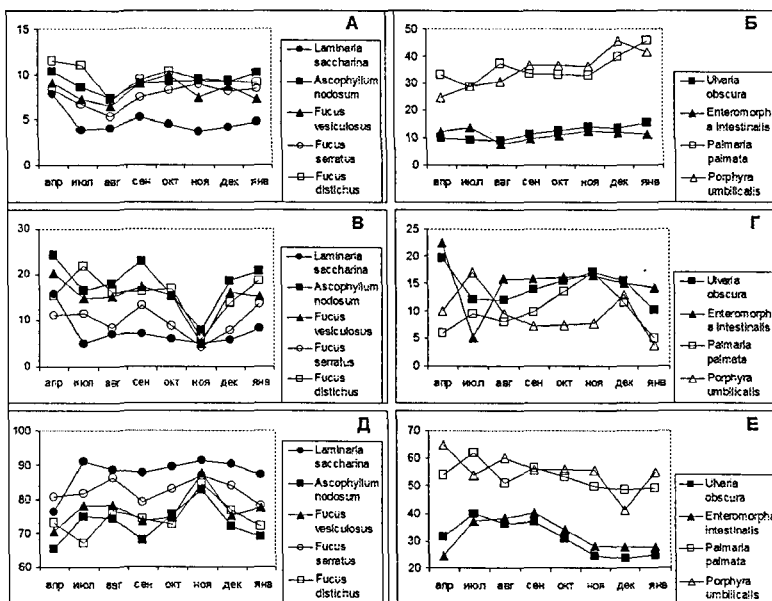 А
15
10
5
0
апр июл авг сен окт ноя дек янв
Laminaria
saccharina
Ascophyllum
nodosum
Fucus
vesiculosus
Fucus
serratus
Fucus
distichus
Б
50
40
30
20
10
0
апр июл авг сен окт ноя дек янв
Ulvaria
obscura
Enteromorph
a intestinalis
Palmaria
palmata
Porphyra
umbilicalis
В
30
20
10
0
апр июл авг сен окт ноя дек янв
Laminaria
saccharina
Ascophyllum
nodosum
Fucus
vesiculosus
Fucus
serratus
Fucus
distichus
Г
25
20
15
10
5
0
апр июл авг сен окт ноя дек янв
Ulvaria
obscura
Enteromorph
a intestinalis
Palmaria
palmata
Porphyra
umbilicalis
Д
100
90
80
70
60
апр июл авг сен окт ноя дек янв
Laminaria
saccharina
Ascophyllum
nodosum
Fucus
vesiculosus
Fucus
serratus
Fucus
distichus
Е
70
60
50
40
30
20
апр июл авг сен окт ноя дек янв
Ulvaria
obscura
Enteromorpha
intestinalis
Palmaria
palmata
Porphyra
umbilicalis